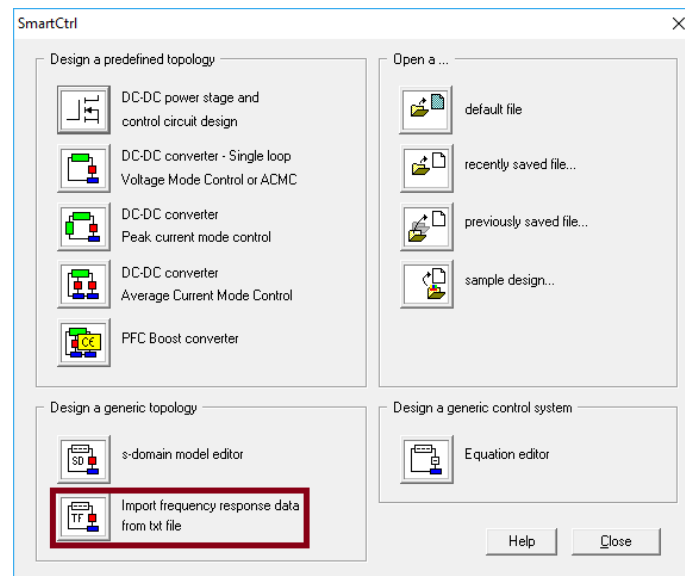 SmartCtrl
Design a predefined topology
DC-DC power stage and
control circuit design
DC-DC converter - Single loop
Voltage Mode Control or ACMC
DC-DC converter
Peak current mode control
DC-DC converter
Average Current Mode Control
CE
PFC Boost converter
Open a ...
default file
recently saved file...
previously saved file...
sample design...
Design a generic topology
SD
s-domain model editor
TF
Import frequency response data
from txt file
Design a generic control system
Equation editor
Help
Close